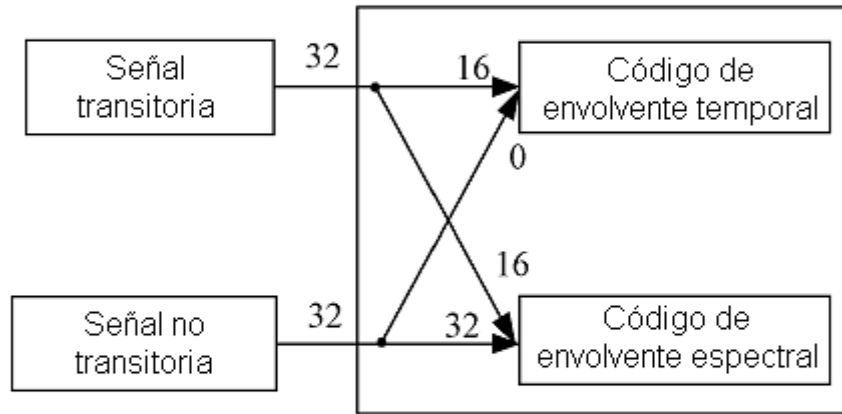 Señal
transitoria
32
16
Código de
envolvente temporal
0
16
Señal no
transitoria
32
32
Código de
envolvente espectral